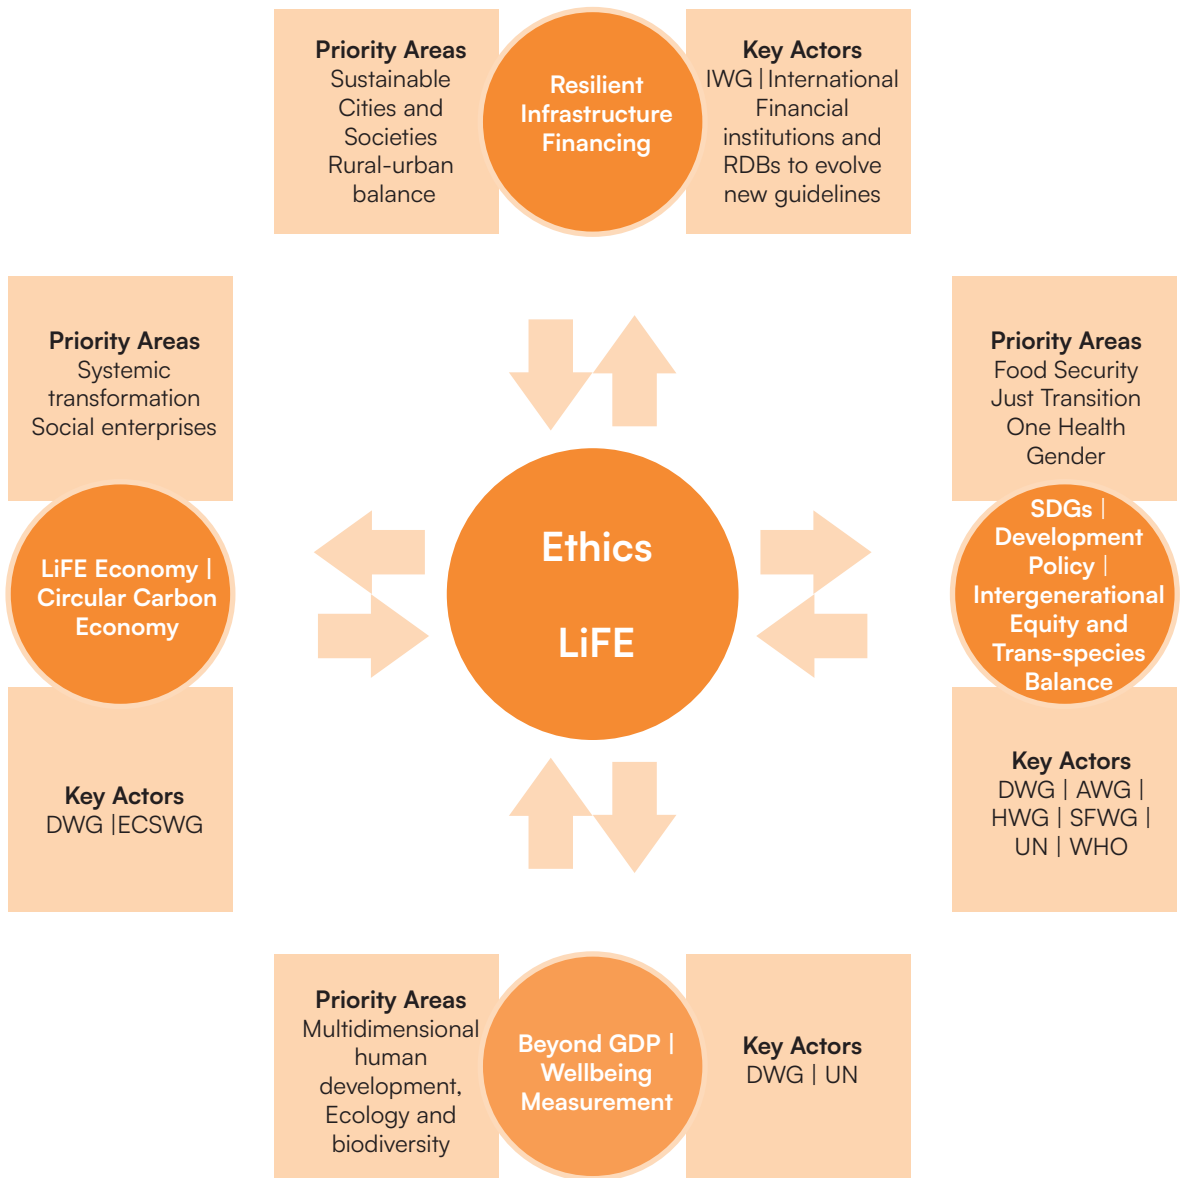 Priority Areas
Sustainable
Cities and
Societies
Rural-urban
balance
Resilient
Infrastructure
Financing
Key Actors
IWG | International
Financial
institutions and
RDBs to evolve
new guidelines
Priority Areas
Systemic
transformation
Social enterprises
LiFE Economy |
Circular Carbon
Economy
Key Actors
DWG |ECSWG
Ethics
LiFE
Priority Areas
Food Security
Just Transition
One Health
Gender
SDGs |
Development
Policy |
Intergenerational
Equity and
Trans-species
Balance
Key Actors
DWG | AWG |
HWG | SFWG |
UN | WHO
Priority Areas
Multidimensional
human
development,
Ecology and
biodiversity
Beyond GDP |
Wellbeing
Measurement
Key Actors
DWG | UN